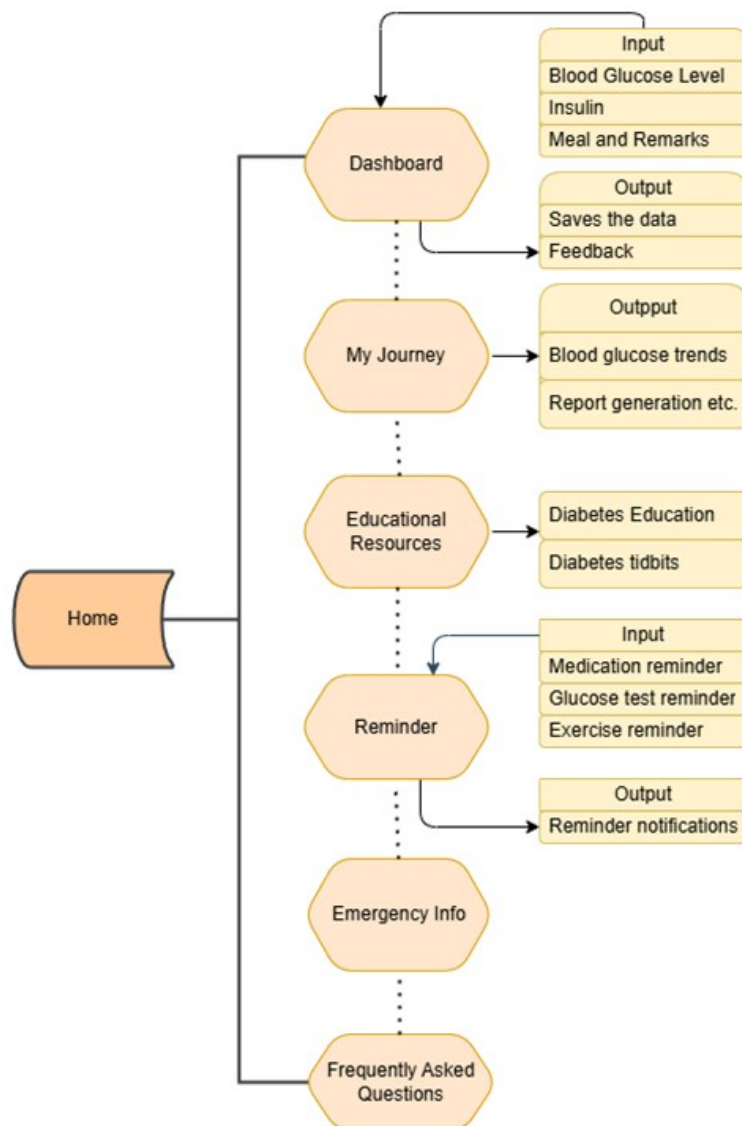 Input
Blood Glucose Level
Insulin
Meal and Remarks
Dashboard
Output
Saves the data
Feedback
My Journey
Outpput
Blood glucose trends
Report generation etc.
Educational
Resources
Diabetes Education
Diabetes tidbits
Home
Input
Medication reminder
Glucose test reminder
Exercise reminder
Reminder
Output
Reminder notifications
Emergency Info
Frequently Asked
Questions